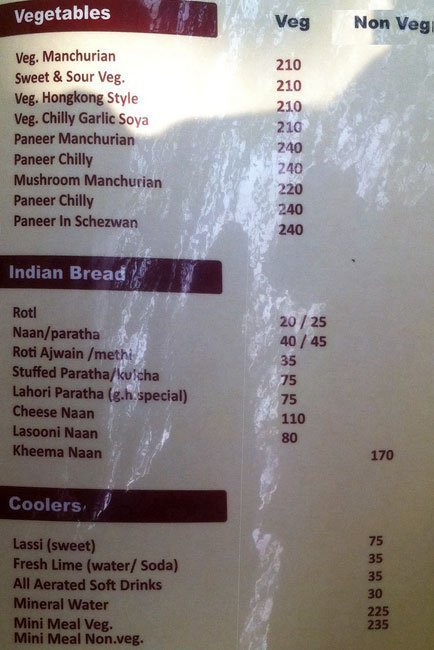 Vegetables Veg Non Veg
Veg. Manchurian 210
Sweet & Sour Veg. 210
Veg. Hongkong Style 210
Veg. Chilly Garlic Soya 210
Paneer Manchurian 240
Paneer Chilly 240
Mushroom Manchurian 220
Paneer Chilly 240
Paneer In Schezwan 240
Indian Bread
Rotl 20 / 25
Naan/paratha 40 / 45
Roti Ajwain /methi 35
Stuffed Paratha/kulcha 75
Lahori Paratha (g.h.special) 75
Cheese Naan 110
Lasooni Naan 80
Kheema Naan 170
Coolers
Lassi (sweet) 75
Fresh Lime (water/ Soda) 35
All Aerated Soft Drinks 35
Mineral Water 30
Mini Meal Veg. 225
Mini Meal Non.veg. 235